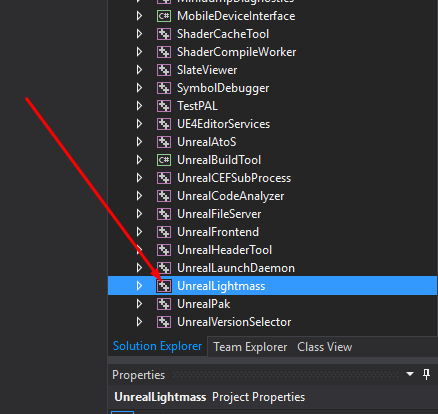 MinidumpDiagnostics
MobileDeviceInterface
ShaderCacheTool
ShaderCompileWorker
SlateViewer
SymbolDebugger
TestPAL
UE4EditorServices
UnrealAtoS
UnrealBuildTool
UnrealCEFSubProcess
UnrealCodeAnalyzer
UnrealFileServer
UnrealFrontend
UnrealHeaderTool
UnrealLaunchDaemon
UnrealLightmass
UnrealPak
UnrealVersionSelector
Solution Explorer Team Explorer Class View
Properties
UnrealLightmass Project Properties